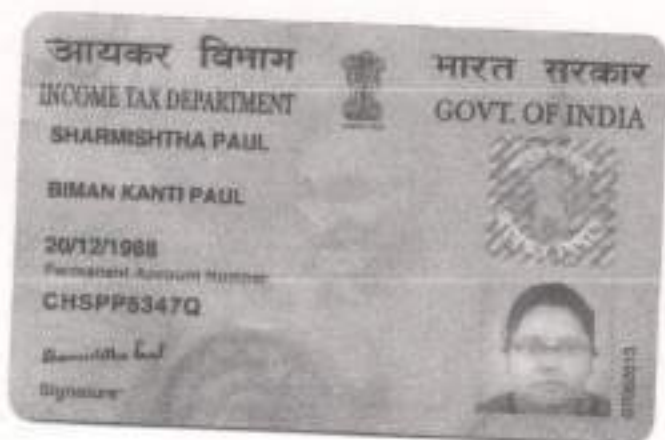 आयकर विभाग
INCOME TAX DEPARTMENT
भारत सरकार
GOVT. OF INDIA
SHARMISHTHA PAUL
BIMAN KANTI PAUL
20/12/1988
Permanent Account Number
CHSPP5347Q
Signature